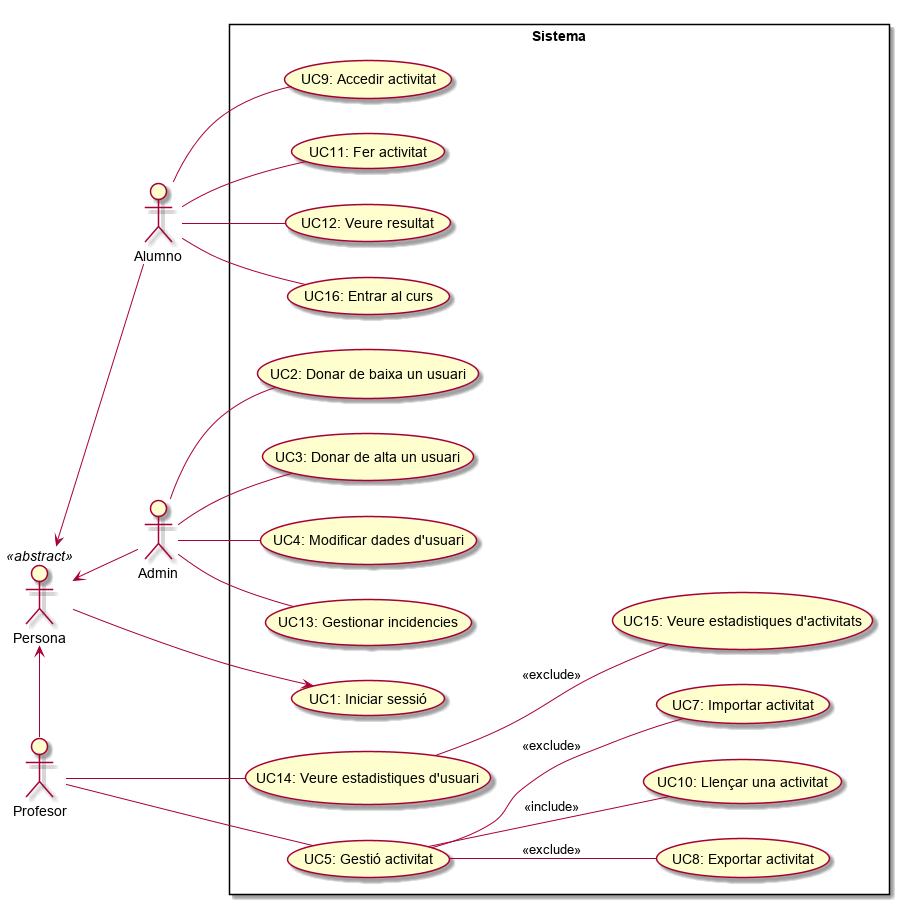 Sistema
UC9: Accedir activitat
UC11: Fer activitat
UC12: Veure resultat
Alumno
UC16: Entrar al curs
UC2: Donar de baixa un usuari
UC3: Donar de alta un usuari
UC4: Modificar dades d'usuari
«abstract»
Admin
UC13: Gestionar incidencies
UC15: Veure estadistiques d'activitats
Persona
«exclude»
UC1: Iniciar sessió
UC7: Importar activitat
«exclude»
UC14: Veure estadistiques d'usuari
UC10: Llençar una activitat
«include»
Profesor
«exclude»
UC5: Gestió activitat
UC8: Exportar activitat